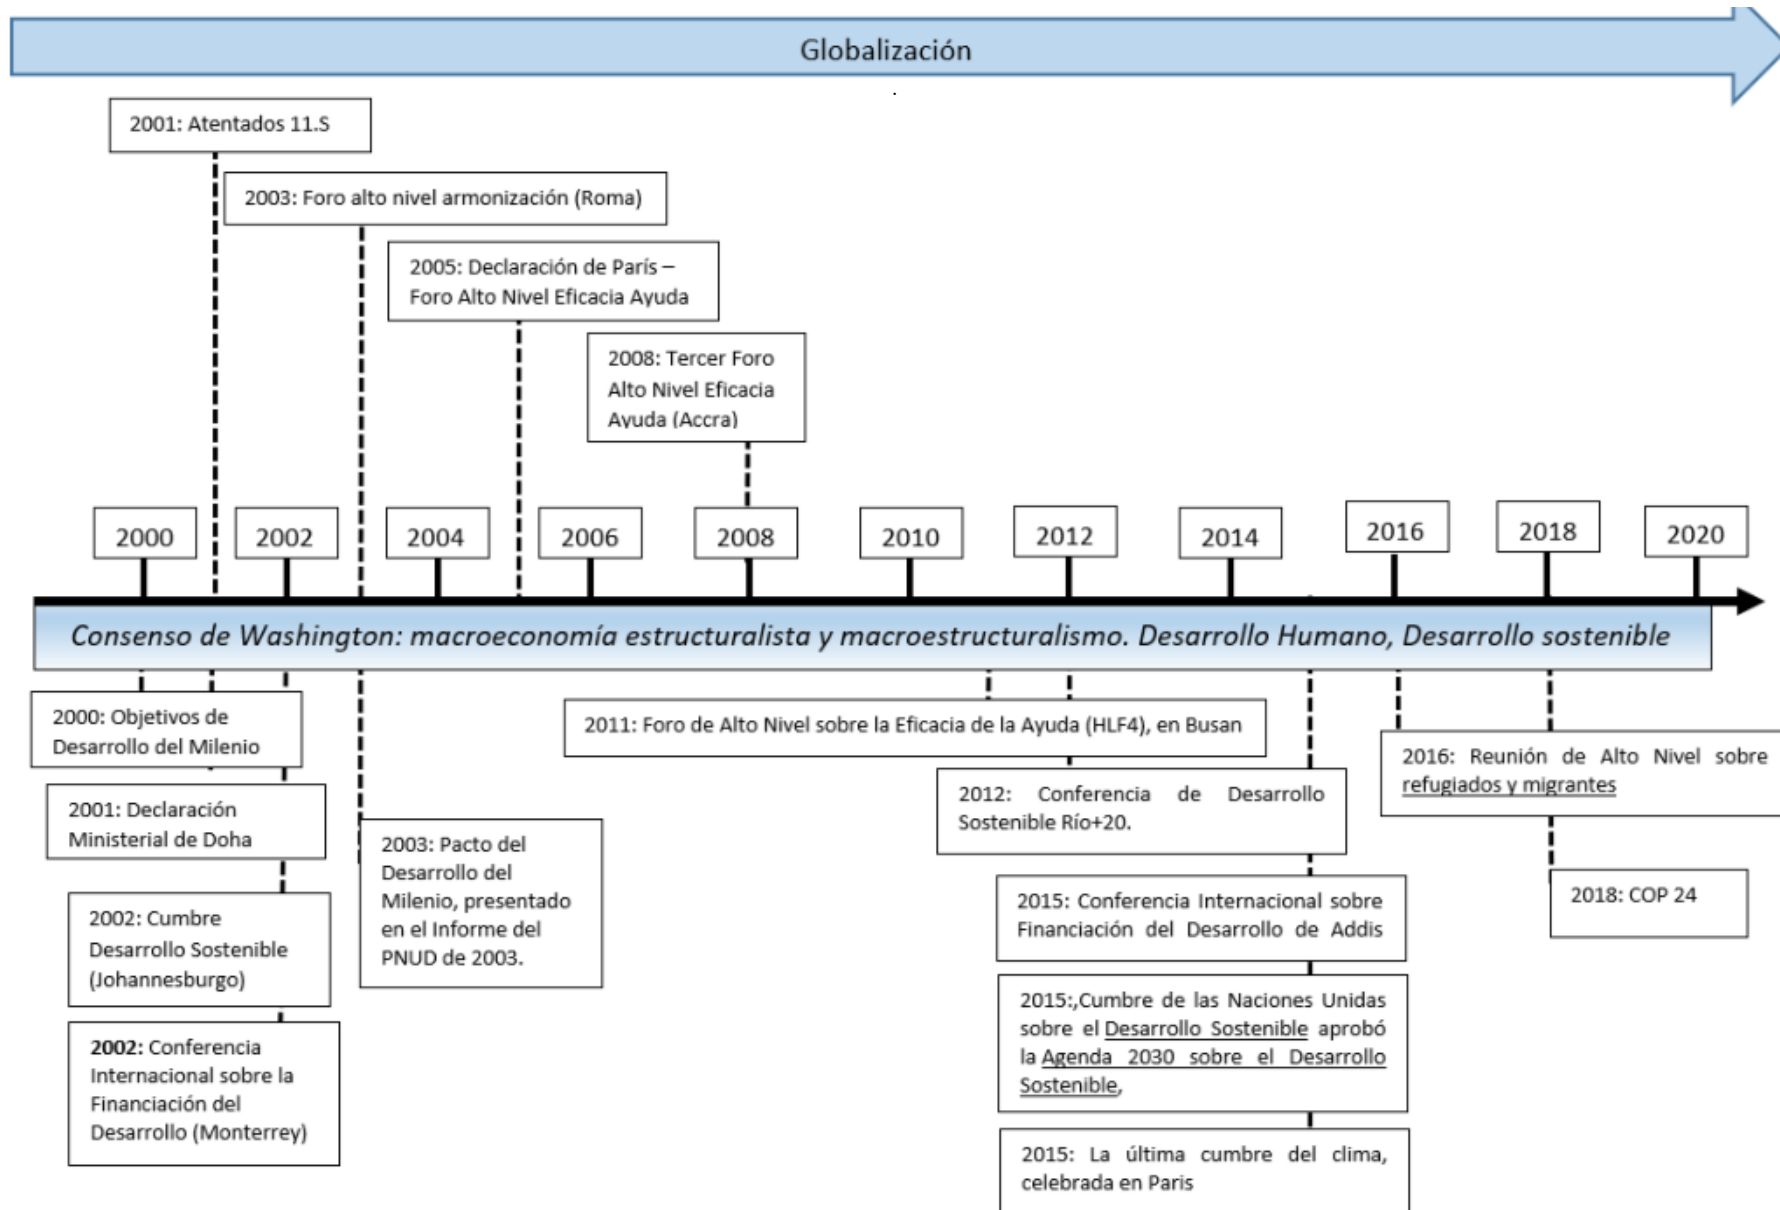 Globalización
2001: Atentados 11.S
2003: Foro alto nivel armonización (Roma)
2005: Declaración de París –
Foro Alto Nivel Eficacia Ayuda
2008: Tercer Foro
Alto Nivel Eficacia
Ayuda (Accra)
2000
2002
2004
2006
2008
2010
2012
2014
2016
2018
2020
Consenso de Washington: macroeconomía estructuralista y macroestructuralismo. Desarrollo Humano, Desarrollo sostenible
2000: Objetivos de
Desarrollo del Milenio
2001: Declaración
Ministerial de Doha
2002: Cumbre
Desarrollo Sostenible
(Johannesburgo)
2002: Conferencia
Internacional sobre la
Financiación del
Desarrollo (Monterrey)
2003: Pacto del
Desarrollo del
Milenio, presentado
en el Informe del
PNUD de 2003.
2011: Foro de Alto Nivel sobre la Eficacia de la Ayuda (HLF4), en Busan
2012: Conferencia de Desarrollo
Sostenible Río+20.
2015: Conferencia Internacional sobre
Financiación del Desarrollo de Addis
2015:,Cumbre de las Naciones Unidas
sobre el Desarrollo Sostenible aprobó
la Agenda 2030 sobre el Desarrollo
Sostenible,
2015: La última cumbre del clima,
celebrada en Paris
2016: Reunión de Alto Nivel sobre
refugiados y migrantes
2018: COP 24